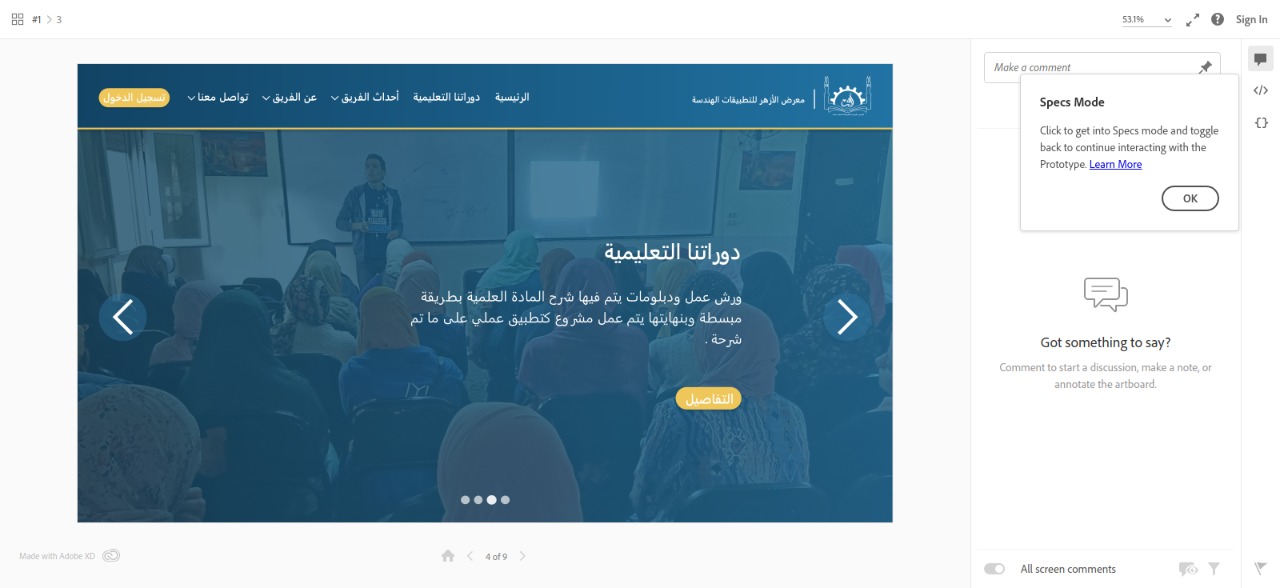 #1 > 3
53.1%
Sign In
معرض الأزهر للتطبيقات الهندسة
الرئيسية
دوراتنا التعليمية
أحداث الفريق
عن الفريق
تواصل معنا
تسجيل الدخول
دوراتنا التعليمية
ورش عمل ودبلومات يتم فيها شرح المادة العلمية بطريقة
مبسطة وبنهايتها يتم عمل مشروع كتطبيق عملي على ما تم
شرحة .
التفاصيل
Make a comment
Specs Mode
Click to get into Specs mode and toggle
back to continue interacting with the
Prototype. Learn More
OK
Got something to say?
Comment to start a discussion, make a note, or
annotate the artboard.
Made with Adobe XD
4 of 9
All screen comments